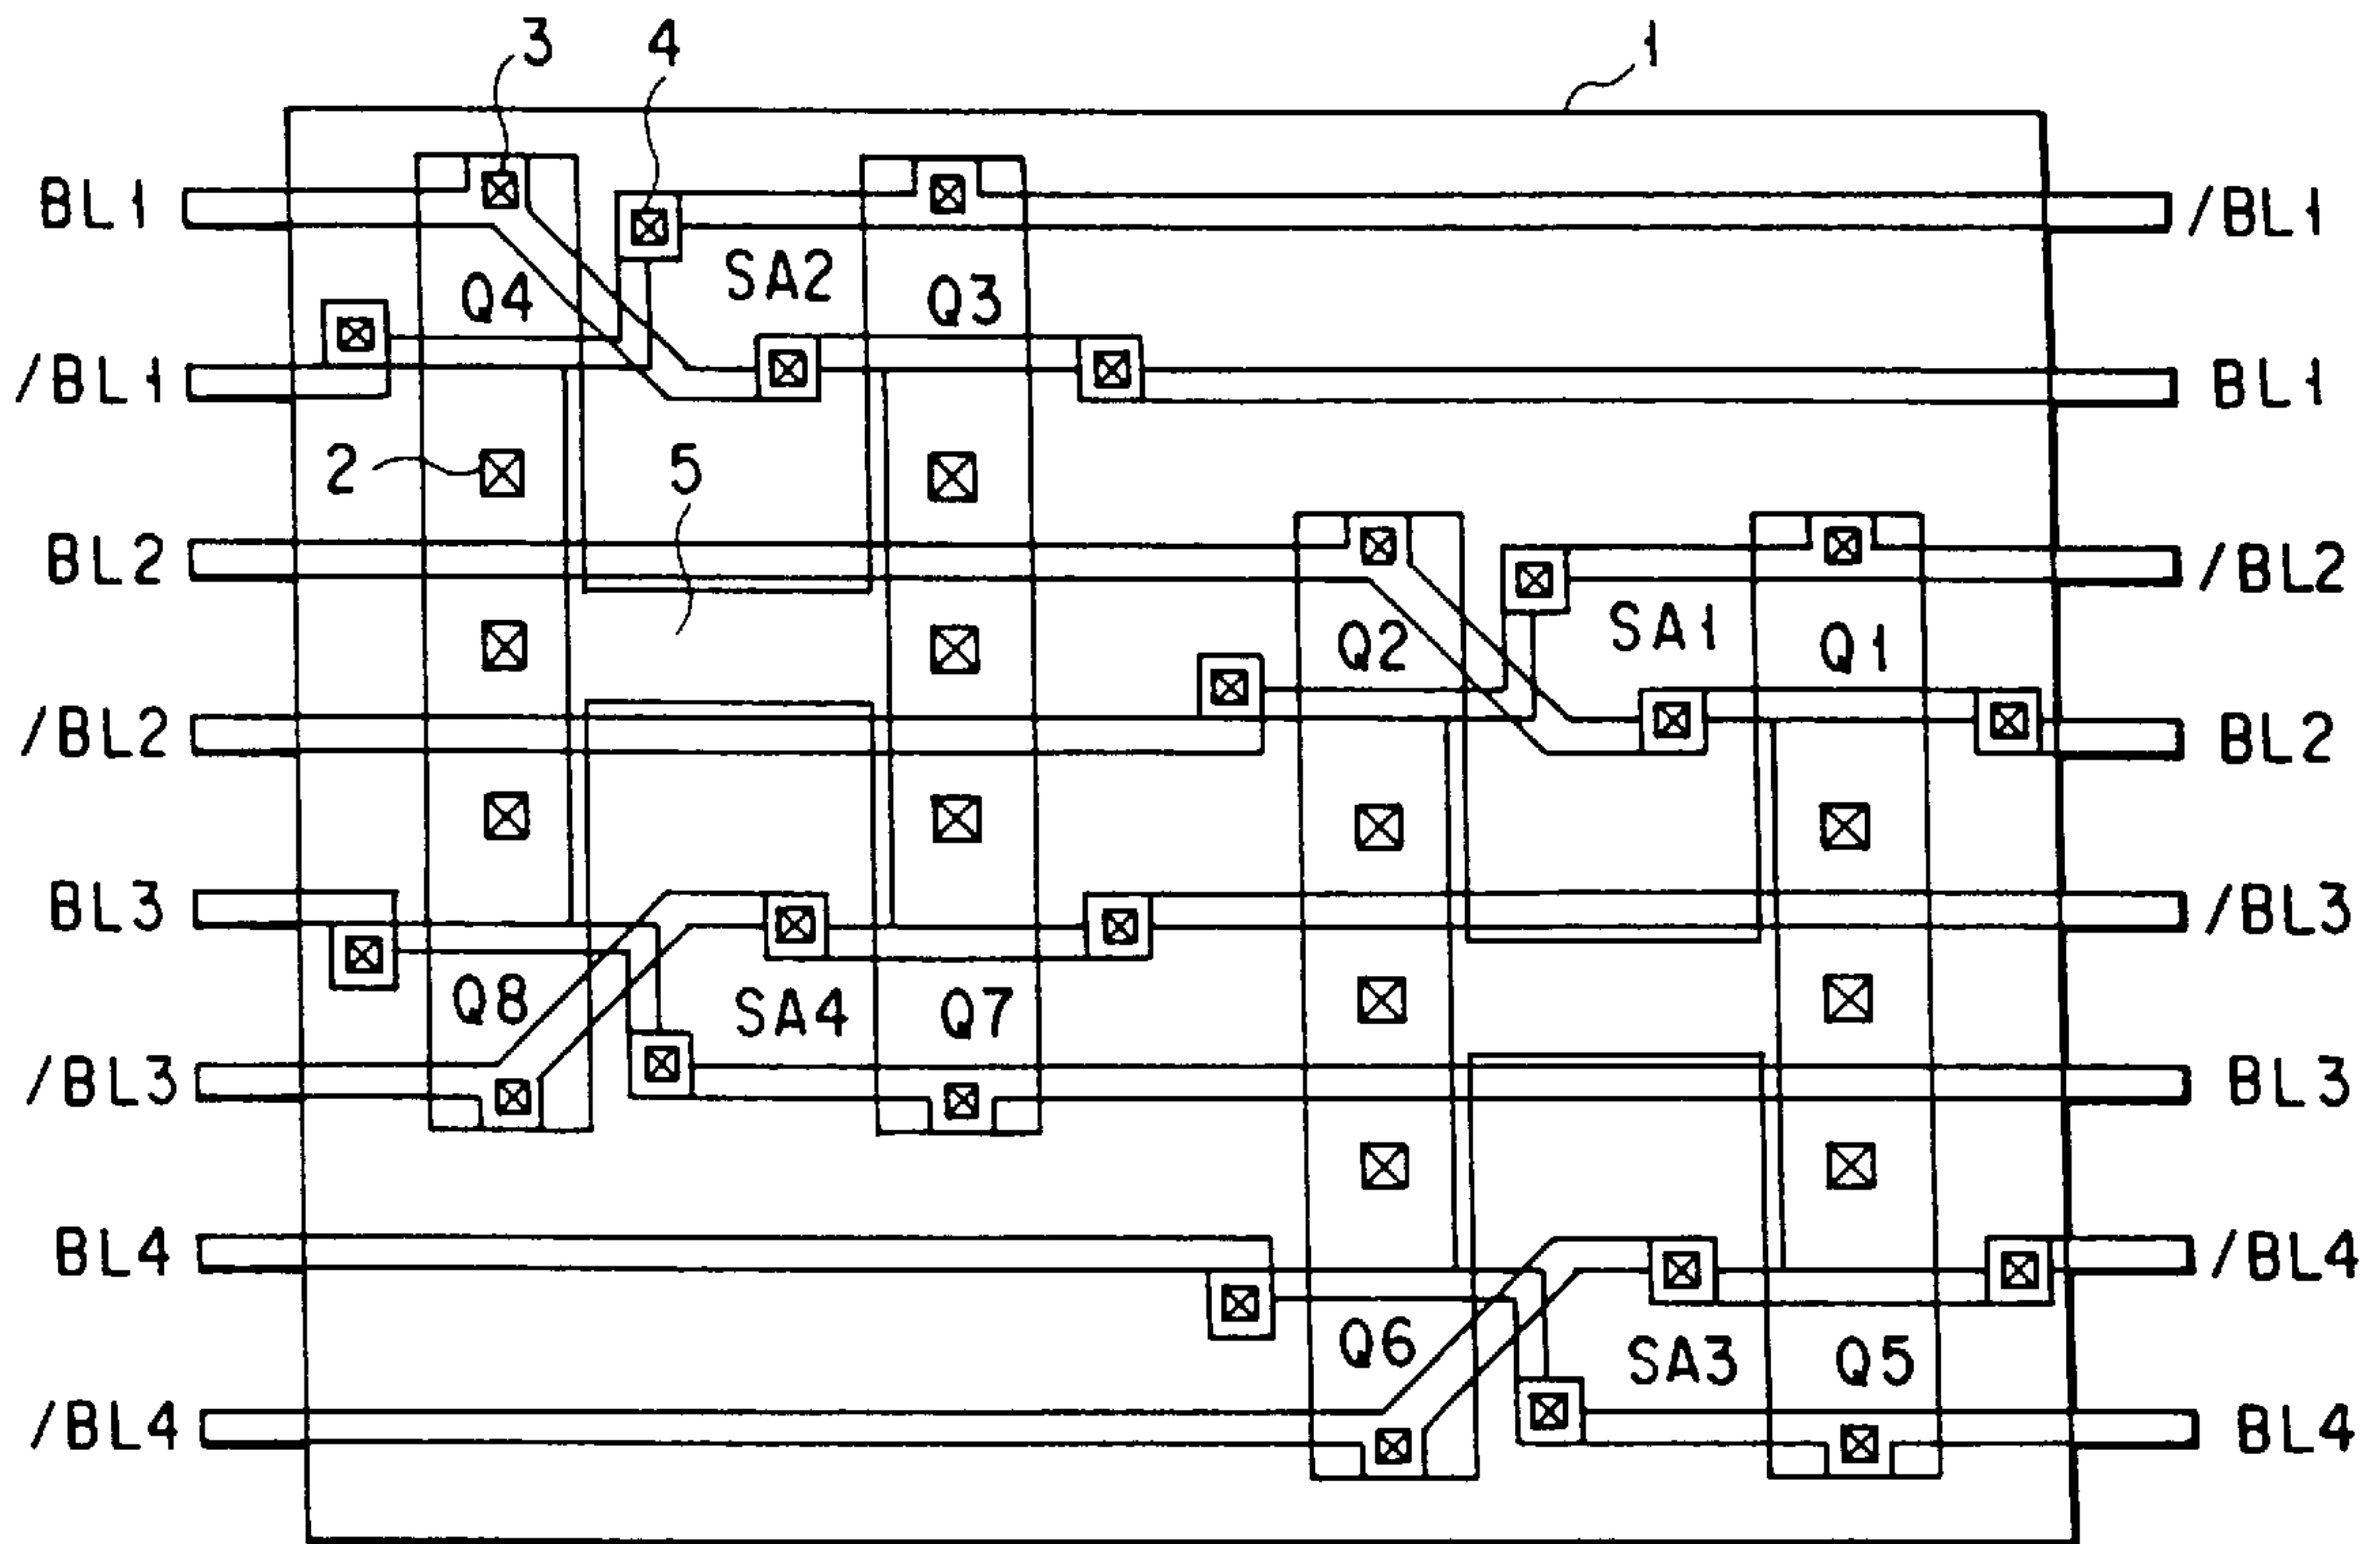 3 4 1
BL1 /BL1
SA2
Q4 Q3
/BL1 BL1
2 5
BL2 /BL2
SA1
Q2 Q1
/BL2 BL2
BL3 /BL3
Q8 SA4 Q7
/BL3 BL3
BL4 /BL4
Q6 SA3 Q5
/BL4 BL4